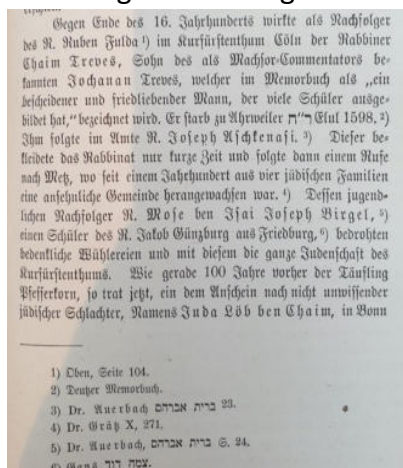 Gegen Ende des 16. Jahrhunderts wirkte als Nachfolger
des R. Ruben Fulda ¹) im Kurfürstenthum Cöln der Rabbiner
Chaim Treves, Sohn des als Machsor-Commentators be-
kannten Jochanan Treves, welcher im Memorbuch als „ein
bescheidener und friedliebender Mann, der viele Schüler ausge-
bildet hat,“ bezeichnet wird. Er starb zu Ahrweiler ר״ח Elul 1598. ²)
Ihm folgte im Amte R. Joseph Aschkenasi. ³) Dieser be-
kleidete das Rabbinat nur kurze Zeit und folgte dann einem Rufe
nach Metz, wo seit einem Jahrhundert aus vier jüdischen Familien
eine ansehnliche Gemeinde herangewachsen war. ⁴) Dessen jugend-
lichen Nachfolger R. Mose ben Isai Joseph Birgel, ⁵)
einen Schüler des R. Jakob Günzburg aus Friedburg, ⁶) bedrohten
bedenkliche Wühlereien und mit diesem die ganze Judenschaft des
Kurfürstenthums. Wie gerade 100 Jahre vorher der Täufling
Pfefferkorn, so trat jetzt, ein dem Anschein nach nicht unwissender
jüdischer Schlachter, Namens Juda Löb ben Chaim, in Bonn
1) Oben, Seite 104.
2) Deutzer Memorbuch.
3) Dr. Auerbach ברית אברהם 23.
4) Dr. Grätz X, 271.
5) Dr. Auerbach, ברית אברהם S. 24.
6) Gans צמח דוד.